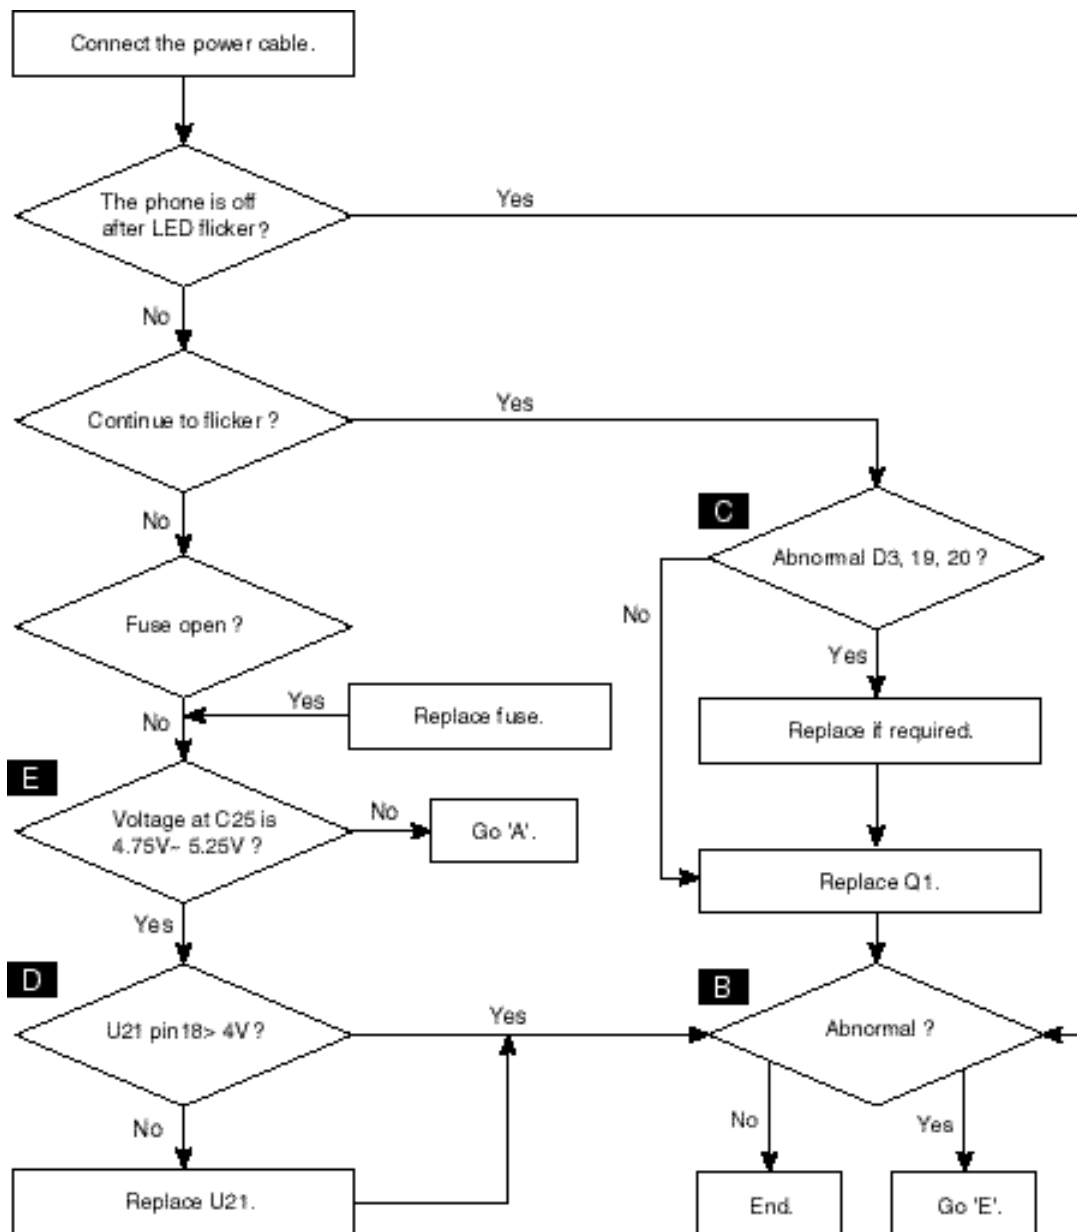 Connect the power cable.
The phone is off
after LED flicker?
Yes
No
Continue to flicker ?
Yes
No
C
Abnormal D3, 19, 20 ?
No
Yes
Fuse open ?
Yes
Replace fuse.
No
Replace if required.
E
Voltage at C25 is
4.75V~ 5.25V ?
No
Go 'A'.
Replace Q1.
Yes
D
U21 pin18> 4V ?
Yes
B
Abnormal ?
No
No
Yes
Replace U21.
End.
Go 'E'.